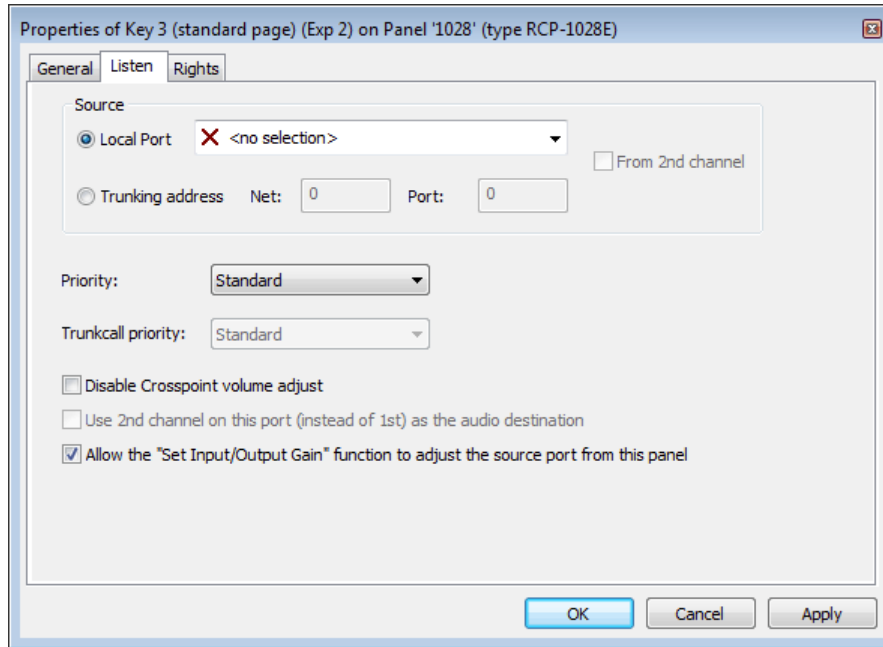 Properties of Key 3 (standard page) (Exp 2) on Panel '1028' (type RCP-1028E)
General Listen Rights
Source
Local Port <no selection>
From 2nd channel
Trunking address Net: 0 Port: 0
Priority: Standard
Trunkcall priority: Standard
Disable Crosspoint volume adjust
Use 2nd channel on this port (instead of 1st) as the audio destination
Allow the "Set Input/Output Gain" function to adjust the source port from this panel
OK Cancel Apply